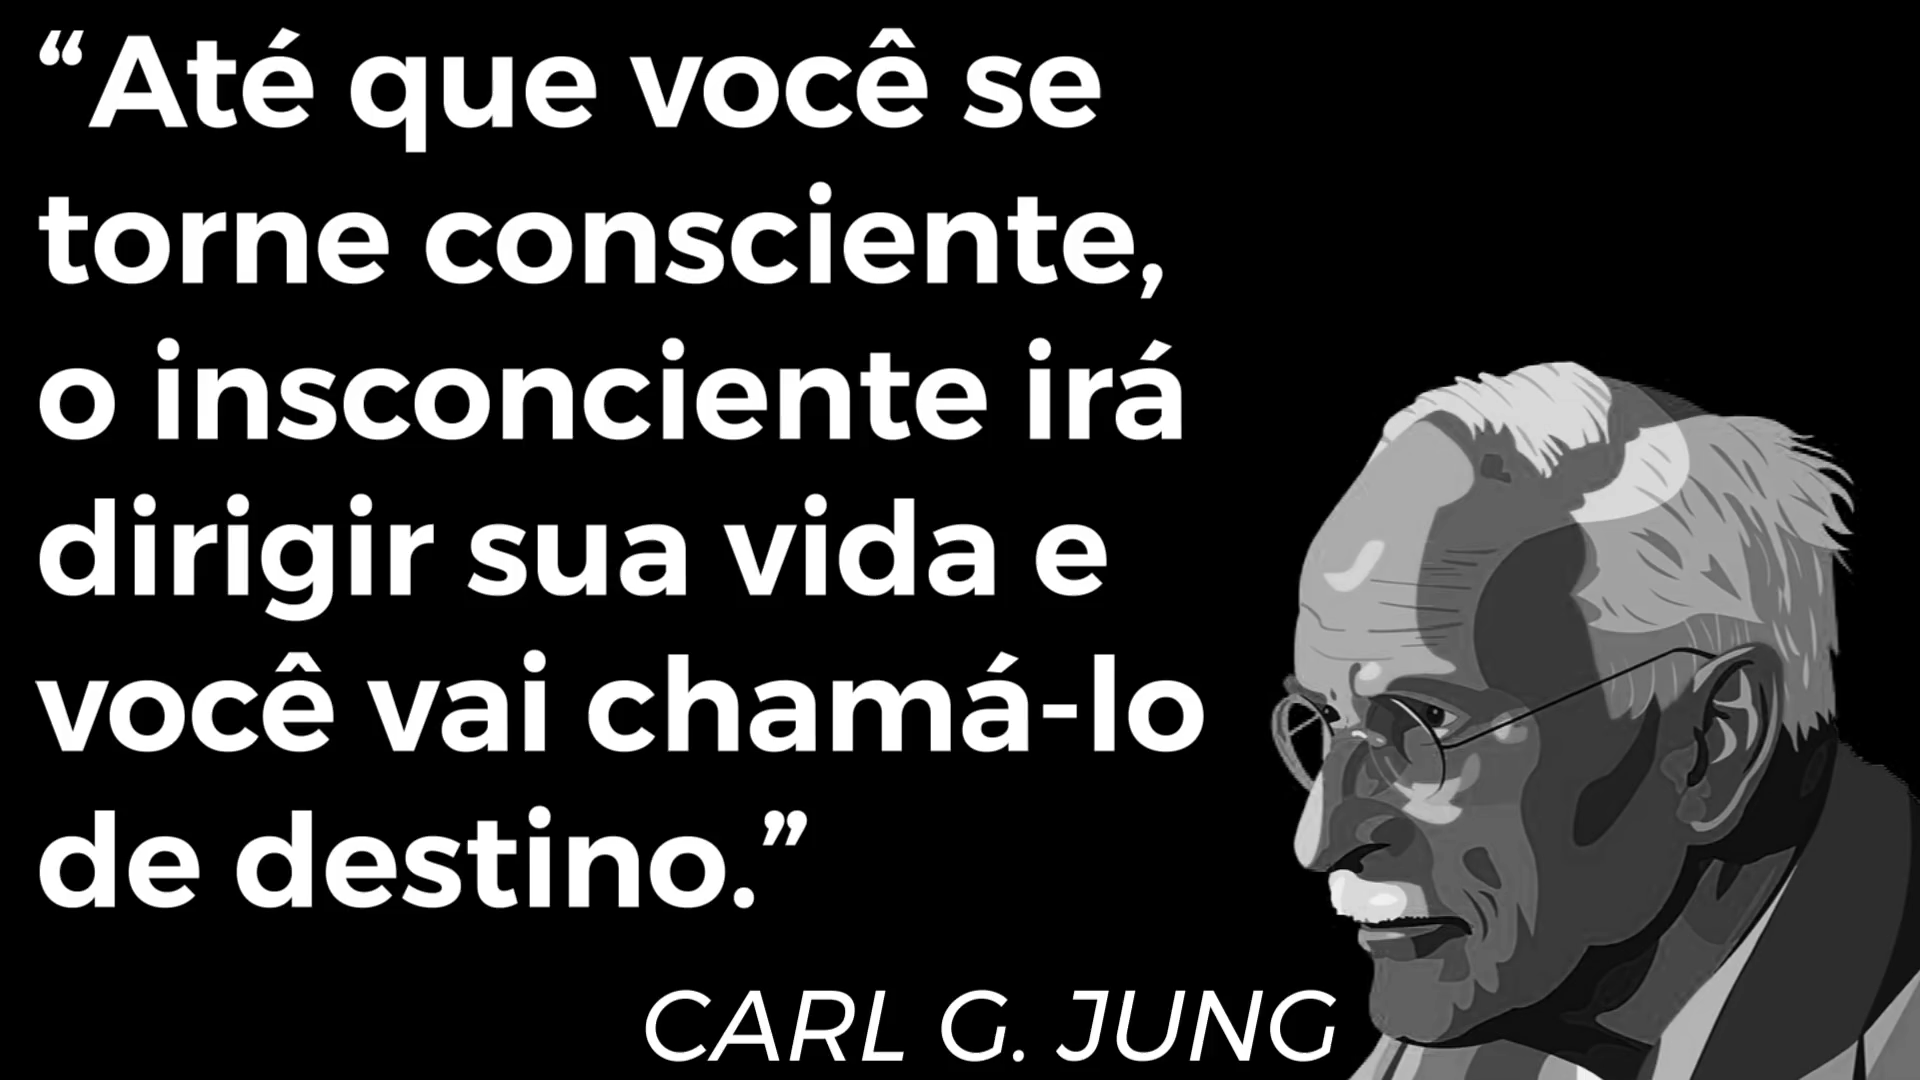 “Até que você se
torne consciente,
o insconciente irá
dirigir sua vida e
você vai chamá-lo
de destino.”
CARL G. JUNG